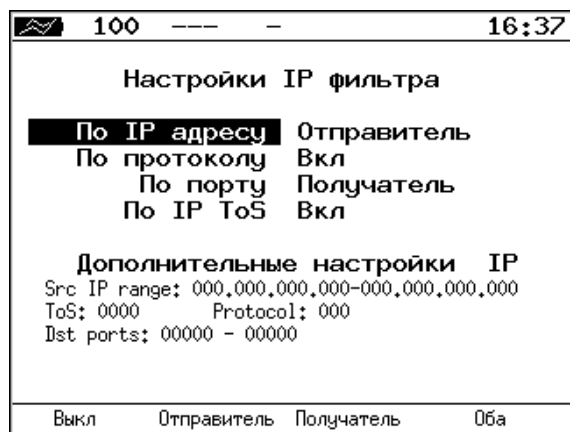 100 --- - 16:37
Настройки IP фильтра
По IP адресу Отправитель
По протоколу Вкл
По порту Получатель
По IP ToS Вкл
Дополнительные настройки IP
Src IP range: 000.000.000.000-000.000.000.000
ToS: 0000 Protocol: 000
Dst ports: 00000 - 00000
Выкл Отправитель Получатель Оба